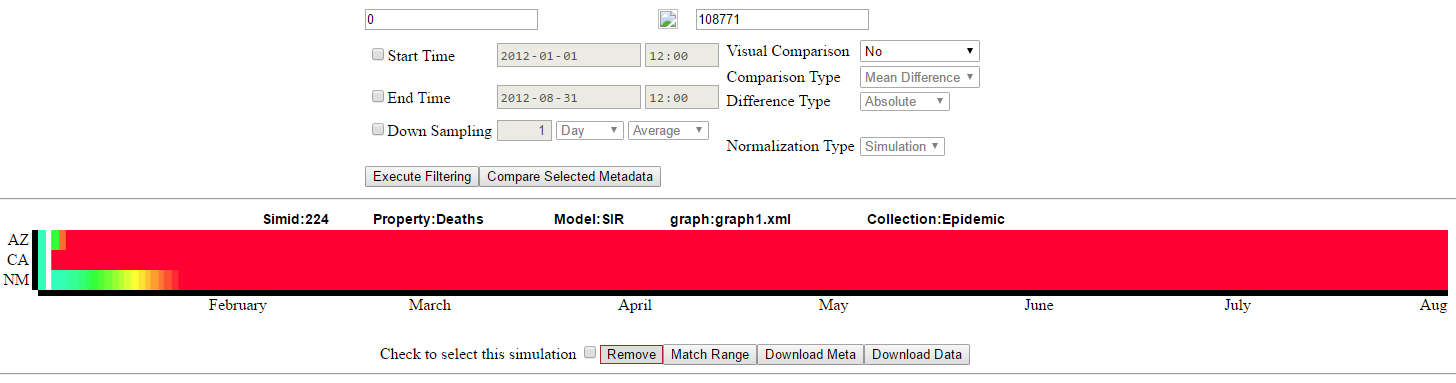 0 108771
Start Time 2012-01-01 12:00 Visual Comparison No
Comparison Type Mean Difference
End Time 2012-08-31 12:00 Difference Type Absolute
Down Sampling 1 Day Average
Normalization Type Simulation
Execute Filtering Compare Selected Metadata
Simid:224 Property:Deaths Model:SIR graph:graph1.xml Collection:Epidemic
AZ
CA
NM
February March April May June July Aug
Check to select this simulation Remove Match Range Download Meta Download Data